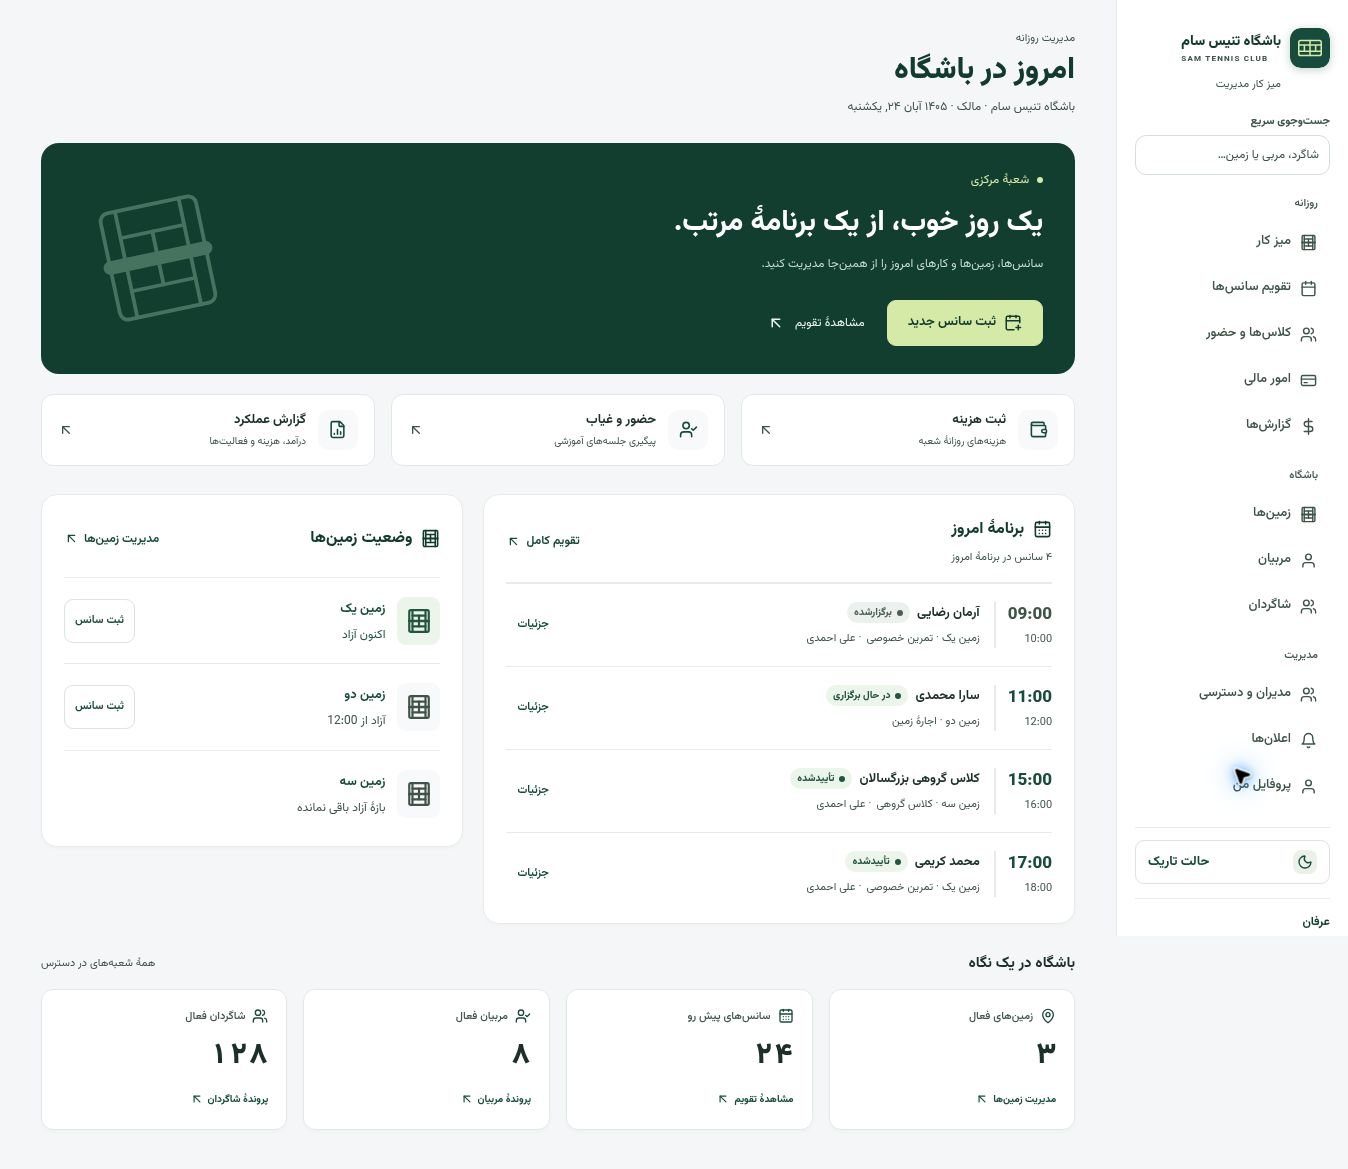 باشگاه تنیس سام
SAM TENNIS CLUB
میز کار مدیریت
جست‌وجوی سریع
شاگرد، مربی یا زمین…
روزانه
میز کار
تقویم سانس‌ها
کلاس‌ها و حضور
امور مالی
گزارش‌ها
باشگاه
زمین‌ها
مربیان
شاگردان
مدیریت
مدیران و دسترسی
اعلان‌ها
پروفایل من
حالت تاریک
عرفان
مدیریت روزانه
امروز در باشگاه
باشگاه تنیس سام · مالک · ۱۴۰۵ آبان ۲۴, یکشنبه
شعبهٔ مرکزی
یک روز خوب، از یک برنامهٔ مرتب.
سانس‌ها، زمین‌ها و کارهای امروز را از همین‌جا مدیریت کنید.
ثبت سانس جدید
مشاهدهٔ تقویم
ثبت هزینه
هزینه‌های روزانهٔ شعبه
حضور و غیاب
پیگیری جلسه‌های آموزشی
گزارش عملکرد
درآمد، هزینه و فعالیت‌ها
برنامهٔ امروز
۴ سانس در برنامهٔ امروز
تقویم کامل
09:00
10:00
آرمان رضایی
برگزارشده
زمین یک · تمرین خصوصی · علی احمدی
جزئیات
11:00
12:00
سارا محمدی
در حال برگزاری
زمین دو · اجارهٔ زمین
جزئیات
15:00
16:00
کلاس گروهی بزرگسالان
تأییدشده
زمین سه · کلاس گروهی · علی احمدی
جزئیات
17:00
18:00
محمد کریمی
تأییدشده
زمین یک · تمرین خصوصی · علی احمدی
جزئیات
وضعیت زمین‌ها
مدیریت زمین‌ها
زمین یک
اکنون آزاد
ثبت سانس
زمین دو
آزاد از 12:00
ثبت سانس
زمین سه
بازهٔ آزاد باقی نمانده
باشگاه در یک نگاه
همهٔ شعبه‌های در دسترس
زمین‌های فعال
۳
مدیریت زمین‌ها
سانس‌های پیش رو
۲۴
مشاهدهٔ تقویم
مربیان فعال
۸
پروندهٔ مربیان
شاگردان فعال
۱۲۸
پروندهٔ شاگردان